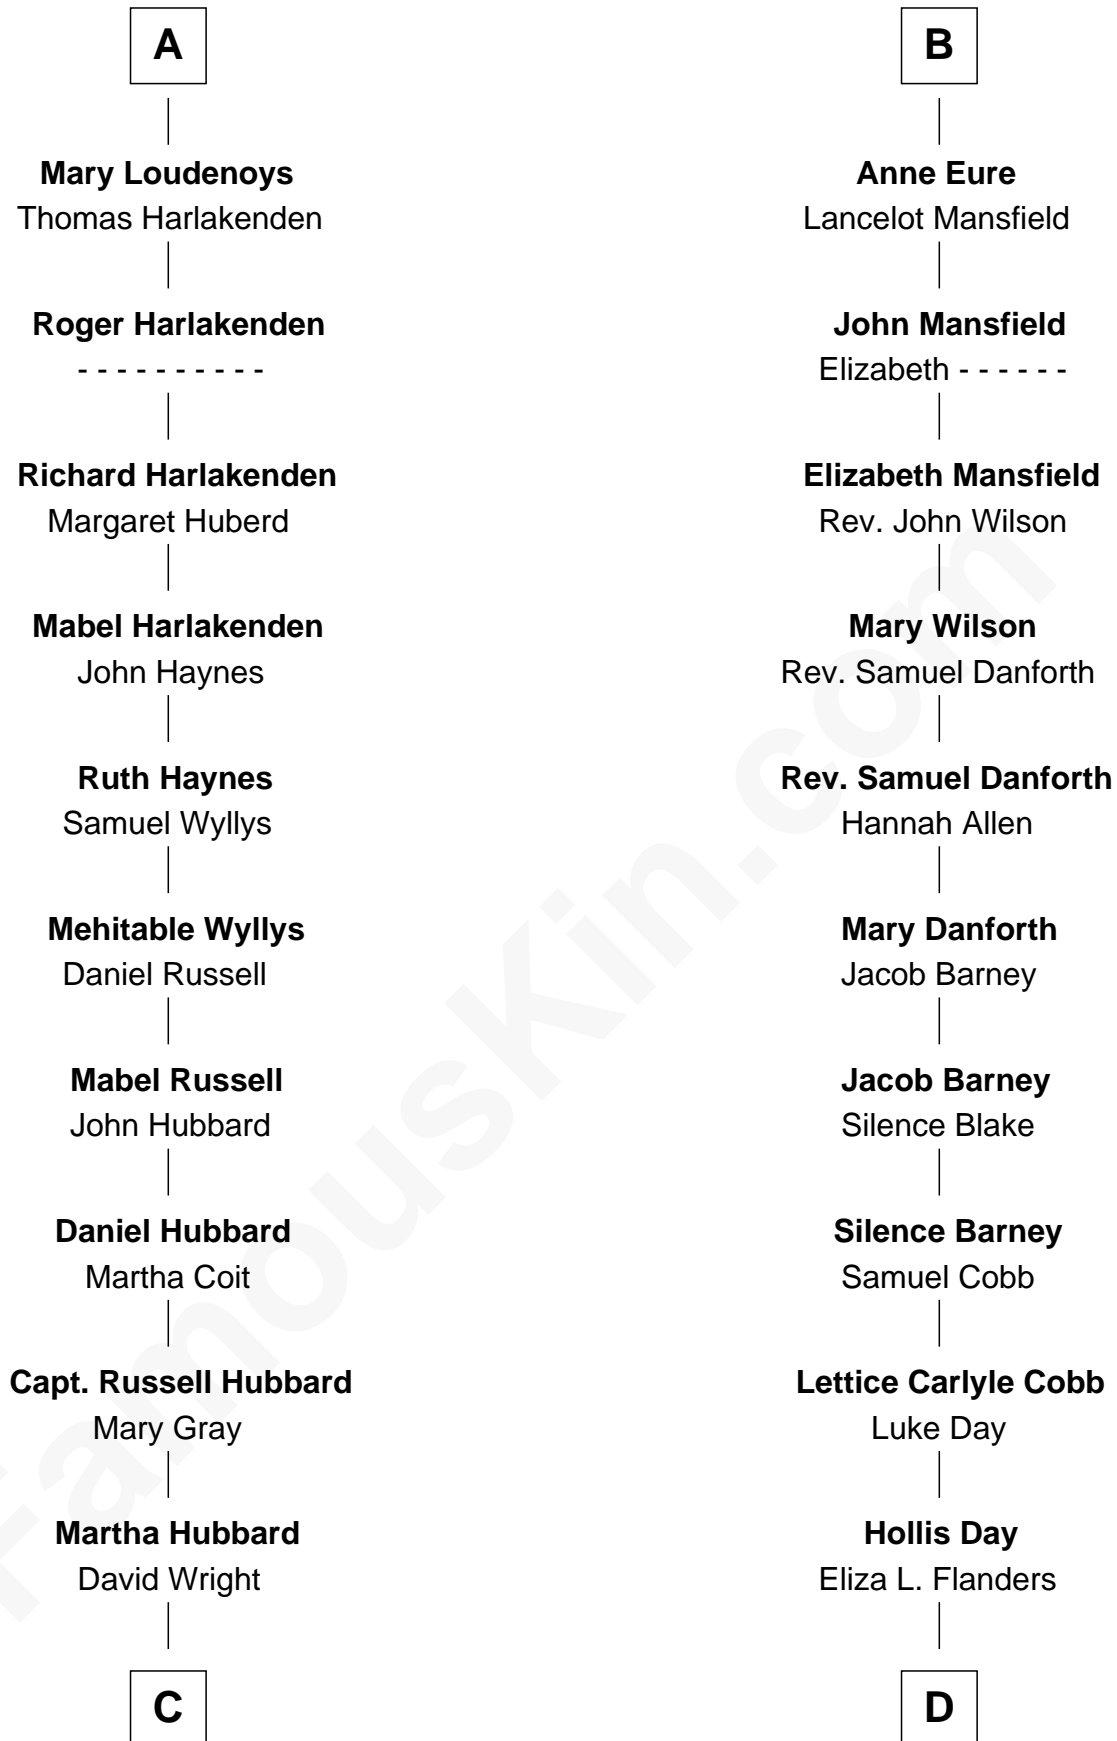 A
Mary Loudenoys
Thomas Harlakenden
Roger Harlakenden
- - - - - - - - - -
Richard Harlakenden
Margaret Huberd
Mabel Harlakenden
John Haynes
Ruth Haynes
Samuel Wyllys
Mehitable Wyllys
Daniel Russell
Mabel Russell
John Hubbard
Daniel Hubbard
Martha Coit
Capt. Russell Hubbard
Mary Gray
Martha Hubbard
David Wright
C
B
Anne Eure
Lancelot Mansfield
John Mansfield
Elizabeth - - - - - -
Elizabeth Mansfield
Rev. John Wilson
Mary Wilson
Rev. Samuel Danforth
Rev. Samuel Danforth
Hannah Allen
Mary Danforth
Jacob Barney
Jacob Barney
Silence Blake
Silence Barney
Samuel Cobb
Lettice Carlyle Cobb
Luke Day
Hollis Day
Eliza L. Flanders
D
FamousKin.com